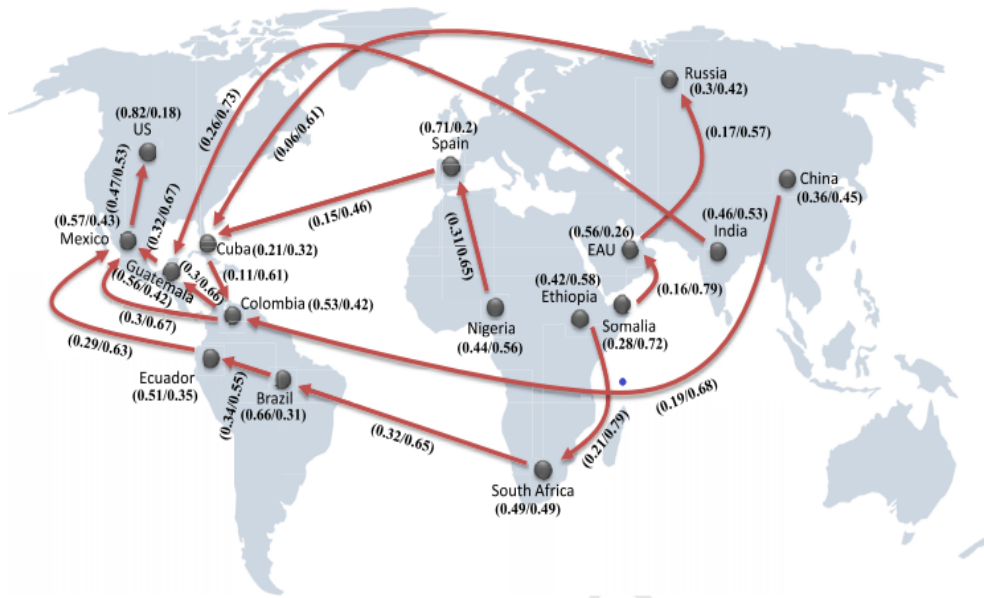 Russia
(0.3/0.42)
(0.26/0.73)
(0.06/0.61)
(0.82/0.18)
US
(0.71/0.2)
Spain
(0.17/0.57)
China
(0.36/0.45)
(0.47/0.53)
(0.32/0.67)
(0.15/0.46)
(0.31/0.65)
(0.57/0.43)
Mexico
(0.46/0.53)
India
(0.56/0.26)
EAU
Cuba (0.21/0.32)
Guatemala
(0.56/0.42)
(0.3/0.66)
(0.11/0.61)
(0.42/0.58)
Ethiopia
(0.16/0.79)
Colombia (0.53/0.42)
(0.3/0.67)
Nigeria
(0.44/0.56)
Somalia
(0.28/0.72)
(0.29/0.63)
Ecuador
(0.51/0.35)
(0.34/0.55)
Brazil
(0.66/0.31)
(0.19/0.68)
(0.32/0.65)
(0.21/0.79)
South Africa
(0.49/0.49)